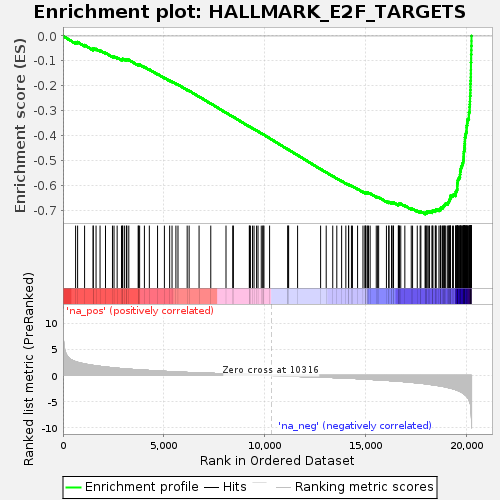 Enrichment plot: HALLMARK_E2F_TARGETS
Enrichment score (ES)
0.0
-0.1
-0.2
-0.3
-0.4
-0.5
-0.6
-0.7
Ranked list metric (PreRanked)
10
5
0
-5
-10
'na_pos' (positively correlated)
Zero cross at 10316
'na_neg' (negatively correlated)
0
5,000
10,000
15,000
20,000
Rank in Ordered Dataset
Enrichment profile
Hits
Ranking metric scores